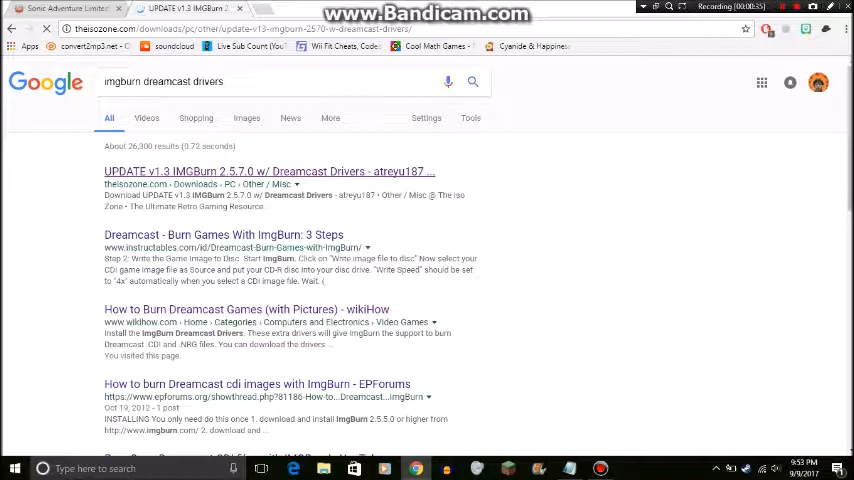 Sonic Adventure Limite
UPDATE v1.3 IMGBurn 2
www.Bandicam.com
Recording [00:00:35]
theisozone.com/downloads/pc/other/update-v13-imgburn-2570-w-dreamcast-drivers/
Apps convert2mp3.net - soundcloud Live Sub Count Wii Fit Cheats, Co Cool Math Games Cyanide & Happines
Google
imgburn dreamcast drivers
All Videos Shopping Images News More Settings Tools
About 26,300 results (0.72 seconds)
UPDATE v1.3 IMGBurn 2.5.7.0 w/ Dreamcast Drivers - atreyu187 ...
theisozone.com › Downloads › PC › Other / Misc
Download UPDATE v1.3 IMGBurn 2.5.7.0 w/ Dreamcast Drivers - atreyu187 • Other / Misc @ The Iso
Zone • The Ultimate Retro Gaming Resource.
Dreamcast - Burn Games With ImgBurn: 3 Steps
www.instructables.com/id/Dreamcast-Burn-Games-with-ImgBurn/
Step 2: Write the Game Image to Disc. Start ImgBurn. Click on "Write image file to disc" Now select your
CDi game image file as Source and put your CD-R disc into your disc drive. "Write Speed" should be set
to "4x" automatically when you select a CDI image file. Wait. (
How to Burn Dreamcast Games (with Pictures) - wikiHow
www.wikihow.com › Home › Categories › Computers and Electronics › Video Games
Install the ImgBurn Dreamcast Drivers. These extra drivers will give ImgBurn the support to burn
Dreamcast .CDI and .NRG files. You can download the drivers ...
You visited this page.
How to burn Dreamcast cdi images with ImgBurn - EPForums
https://www.epforums.org/showthread.php?81186-How-to...Dreamcast...ImgBurn
Oct 19, 2012 - 1 post
INSTALLING You only need do this once 1. download and install ImgBurn 2.5.5.0 or higher from
http://www.imgburn.com/ 2. download and ...
Type here to search
9:53 PM
9/9/2017